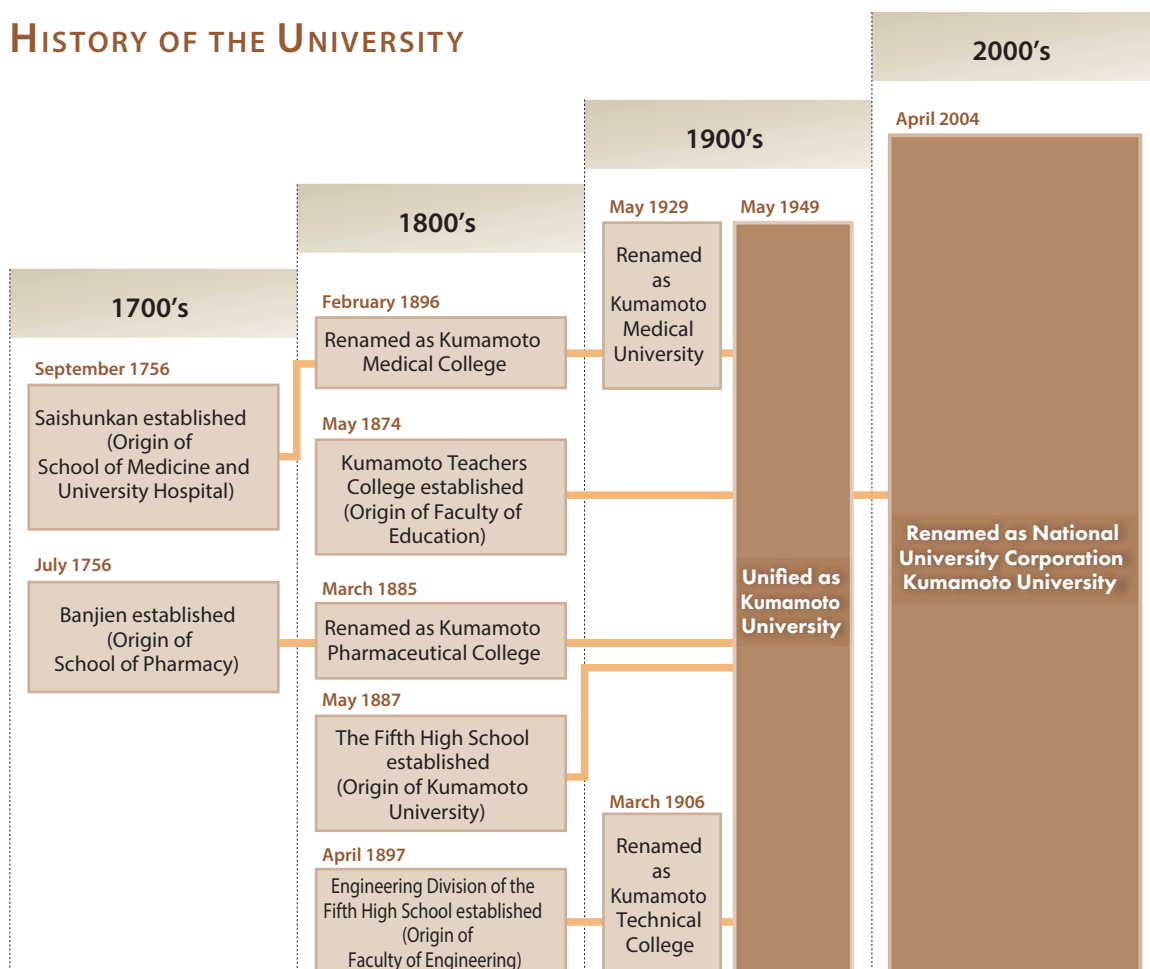 HISTORY OF THE UNIVERSITY
1700's
September 1756
Saishunkan established
(Origin of
School of Medicine and
University Hospital)
July 1756
Banjien established
(Origin of
School of Pharmacy)
1800's
February 1896
Renamed as Kumamoto
Medical College
May 1874
Kumamoto Teachers
College established
(Origin of Faculty of
Education)
March 1885
Renamed as Kumamoto
Pharmaceutical College
May 1887
The Fifth High School
established
(Origin of Kumamoto
University)
April 1897
Engineering Division of the
Fifth High School established
(Origin of
Faculty of Engineering)
1900's
May 1929
Renamed
as
Kumamoto
Medical
University
March 1906
Renamed
as
Kumamoto
Technical
College
May 1949
Unified as
Kumamoto
University
2000's
April 2004
Renamed as National
University Corporation
Kumamoto University